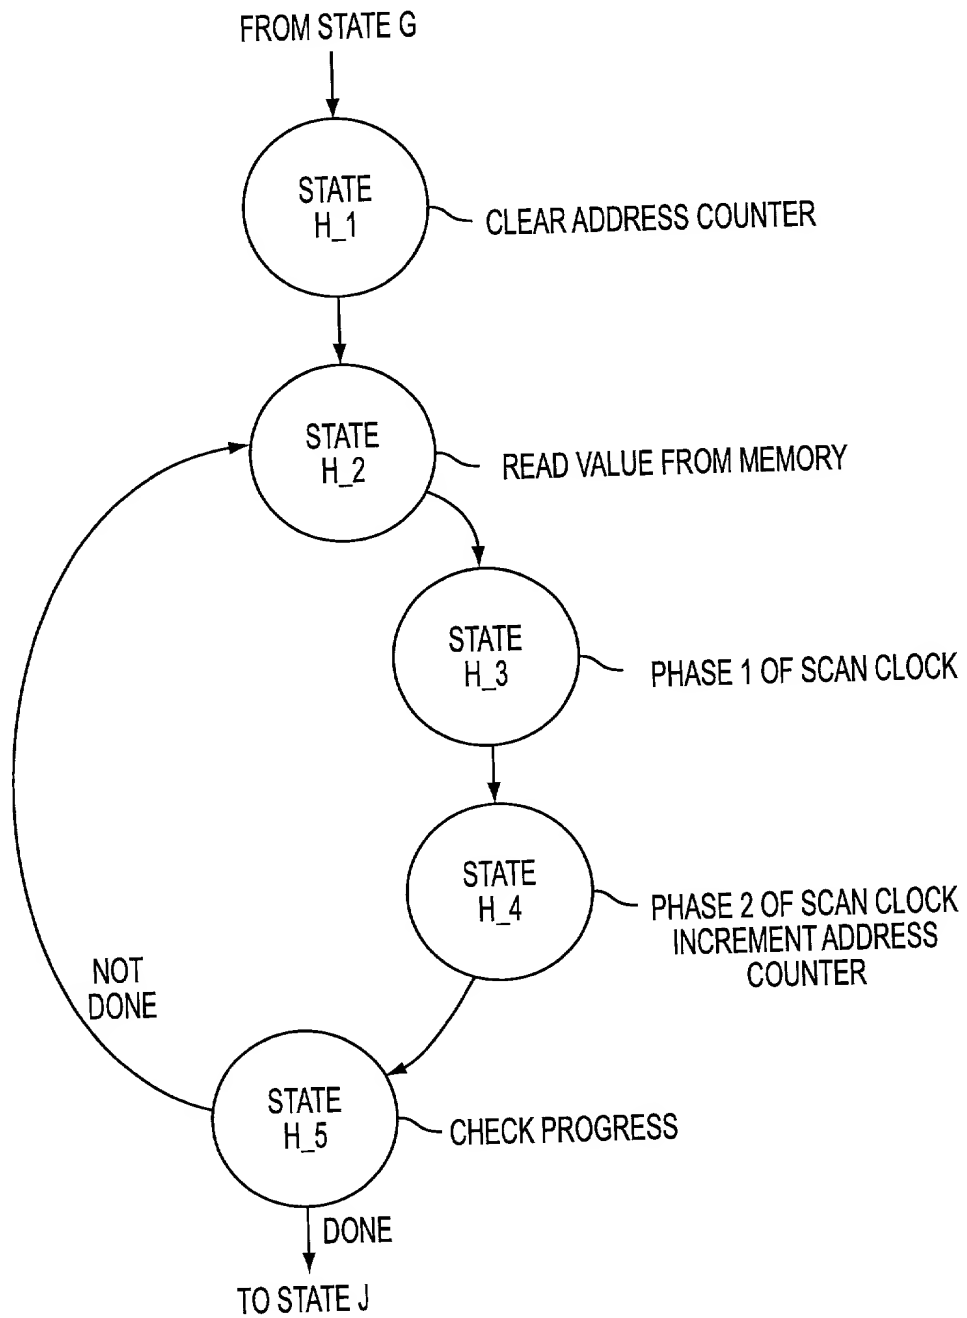 FROM STATE G
STATE
H_1
CLEAR ADDRESS COUNTER
STATE
H_2
READ VALUE FROM MEMORY
STATE
H_3
PHASE 1 OF SCAN CLOCK
STATE
H_4
PHASE 2 OF SCAN CLOCK
INCREMENT ADDRESS
COUNTER
NOT
DONE
STATE
H_5
CHECK PROGRESS
DONE
TO STATE J